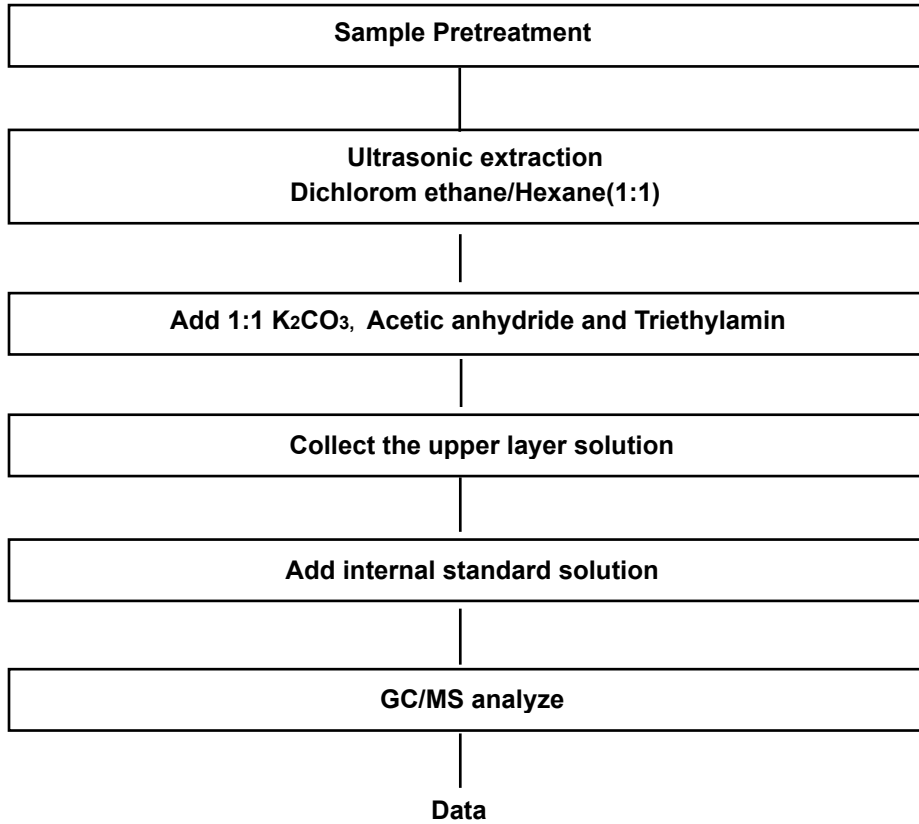 Sample Pretreatment
Ultrasonic extraction
Dichlorom ethane/Hexane(1:1)
Add 1:1 K₂CO₃, Acetic anhydride and Triethylamin
Collect the upper layer solution
Add internal standard solution
GC/MS analyze
Data